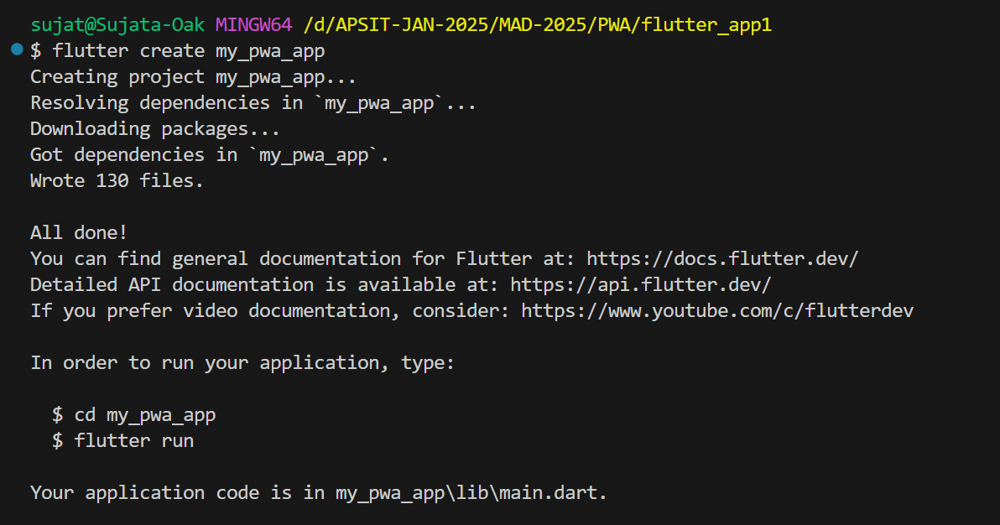 sujat@Sujata-Oak MINGW64 /d/APSIT-JAN-2025/MAD-2025/PWA/flutter_app1
$ flutter create my_pwa_app
Creating project my_pwa_app...
Resolving dependencies in `my_pwa_app`...
Downloading packages...
Got dependencies in `my_pwa_app`.
Wrote 130 files.

All done!
You can find general documentation for Flutter at: https://docs.flutter.dev/
Detailed API documentation is available at: https://api.flutter.dev/
If you prefer video documentation, consider: https://www.youtube.com/c/flutterdev

In order to run your application, type:

  $ cd my_pwa_app
  $ flutter run

Your application code is in my_pwa_app\lib\main.dart.